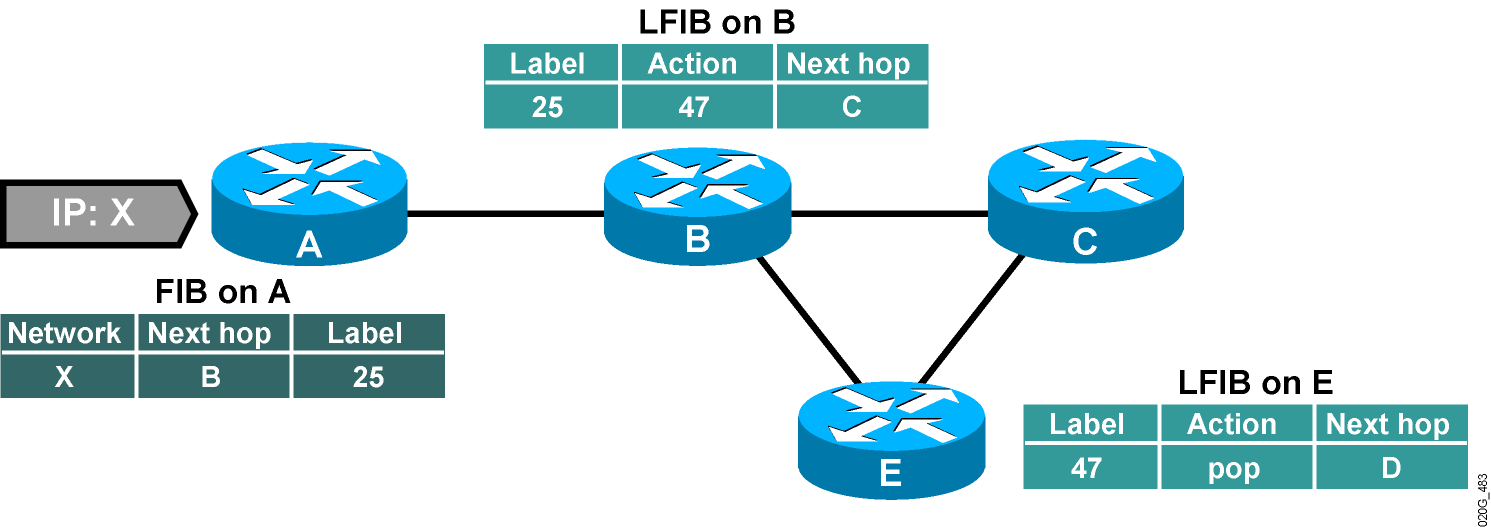 LFIB on B
Label Action Next hop
25 47 C
IP: X
A
B
C
FIB on A
Network Next hop Label
X B 25
E
LFIB on E
Label Action Next hop
47 pop D
020G_483